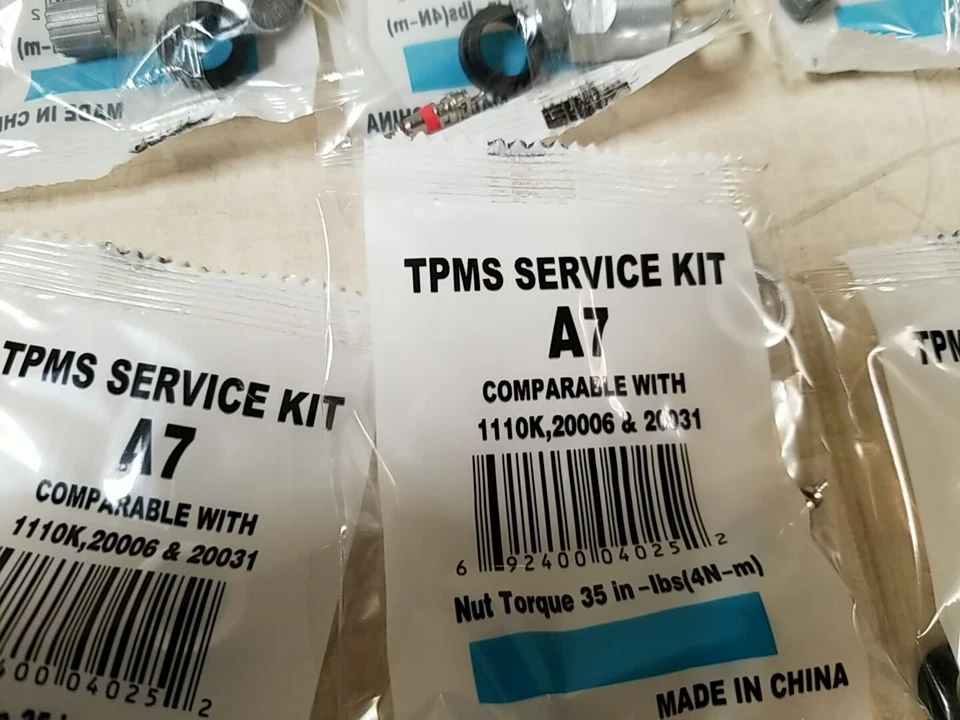 2
-m)
MADE IN CHI
-lbs(4N-m)
CHINA
TPMS SERVICE KIT
A7
COMPARABLE WITH
1110K,20006 & 20031
6 92400 04025 2
Nut Torque 35 in -lbs(4N-m)
MADE IN CHINA
TPMS SERVICE KIT
A7
COMPARABLE WITH
1110K,20006 & 20031
400 04025 2
TPM